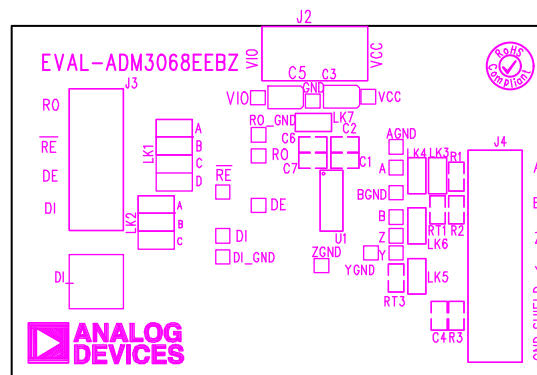 J2
EVAL-ADM3068EEBZ
VIO
VCC
RoHS
Compliant
J3
C5
GND
C3
VIO
VCC
RO
RO_GND
LK7
LK1
A
B
C
D
C6
C2
AGND
J4
RE
RO
C7
C1
A
LK4
LK3
R1
A
DE
RE
BGND
DI
LK2
A
B
C
DE
U1
B
RT1
R2
DI
Z
LK6
DI_GND
ZGND
Y
YGND
DI_
RT3
LK5
C4
R3
GND SHIELD
ANALOG
DEVICES